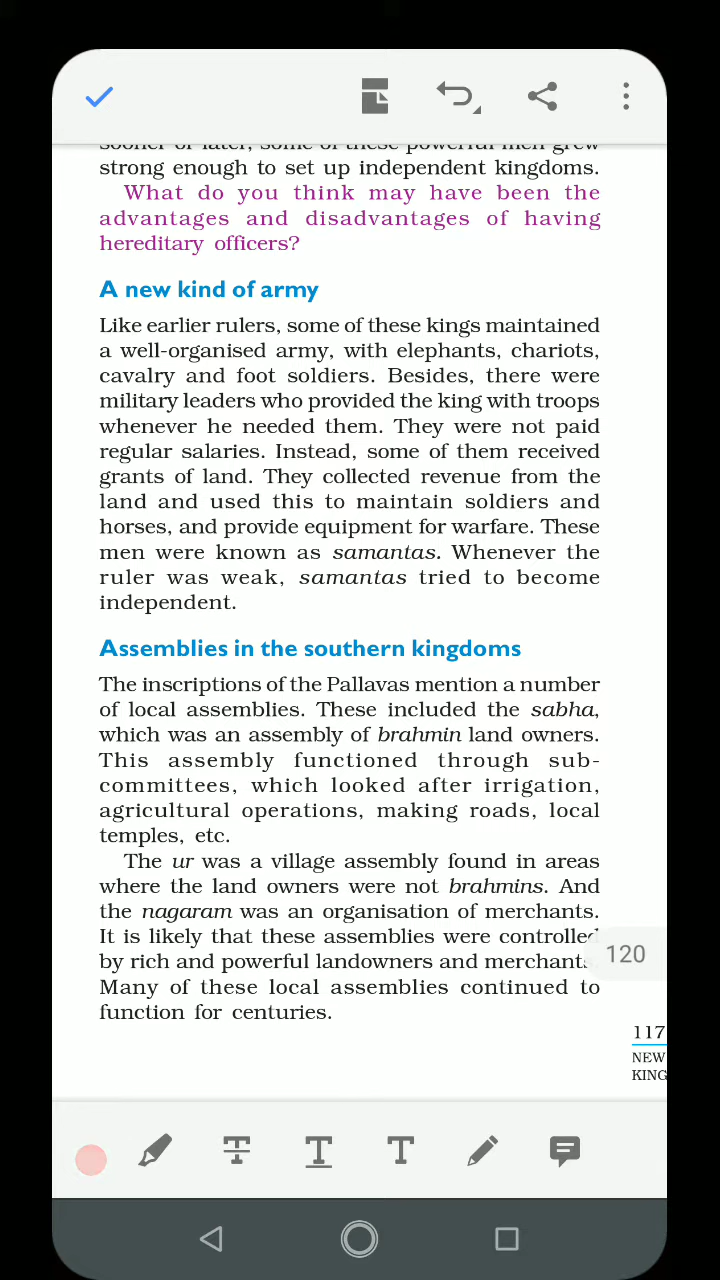 sooner or later, some of these powerful men grew
strong enough to set up independent kingdoms.
What do you think may have been the
advantages and disadvantages of having
hereditary officers?
A new kind of army
Like earlier rulers, some of these kings maintained
a well-organised army, with elephants, chariots,
cavalry and foot soldiers. Besides, there were
military leaders who provided the king with troops
whenever he needed them. They were not paid
regular salaries. Instead, some of them received
grants of land. They collected revenue from the
land and used this to maintain soldiers and
horses, and provide equipment for warfare. These
men were known as samantas. Whenever the
ruler was weak, samantas tried to become
independent.
Assemblies in the southern kingdoms
The inscriptions of the Pallavas mention a number
of local assemblies. These included the sabha,
which was an assembly of brahmin land owners.
This assembly functioned through sub-
committees, which looked after irrigation,
agricultural operations, making roads, local
temples, etc.
The ur was a village assembly found in areas
where the land owners were not brahmins. And
the nagaram was an organisation of merchants.
It is likely that these assemblies were controlled
by rich and powerful landowners and merchants.
Many of these local assemblies continued to
function for centuries.
120
117
NEW
KING